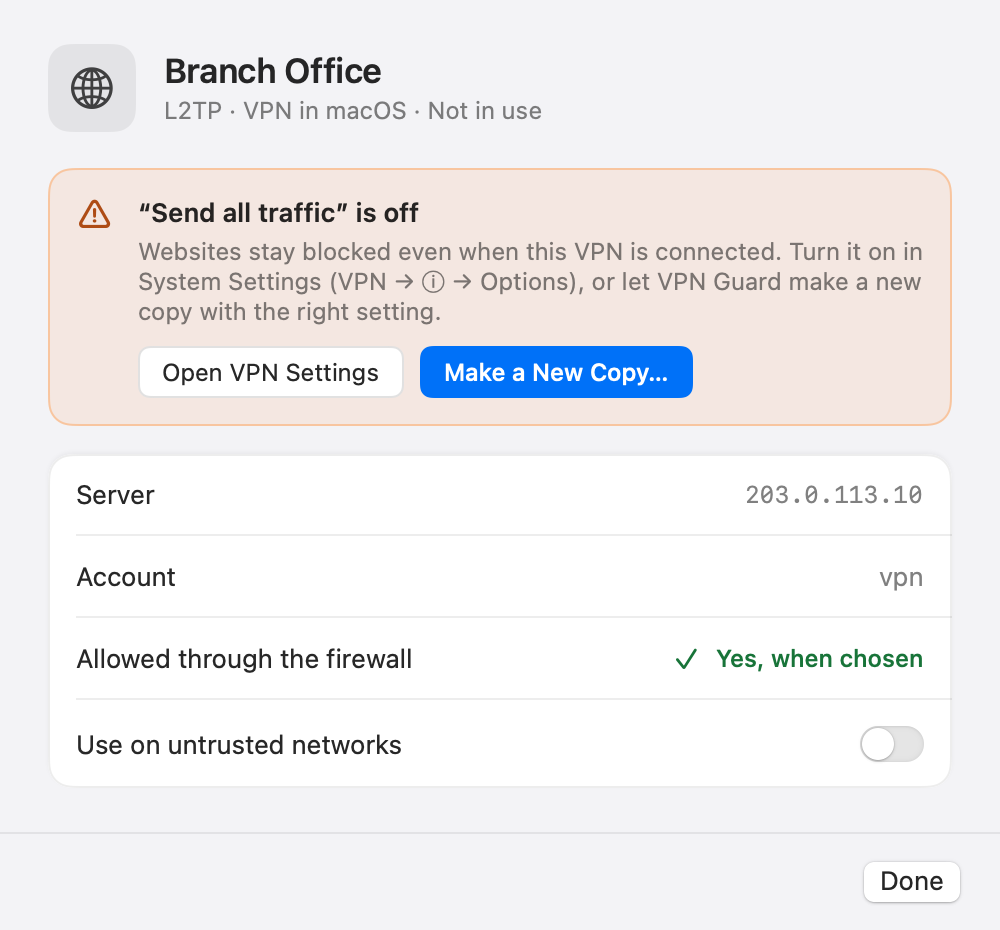 Branch Office
L2TP · VPN in macOS · Not in use
“Send all traffic” is off
Websites stay blocked even when this VPN is connected. Turn it on in
System Settings (VPN → ⓘ → Options), or let VPN Guard make a new
copy with the right setting.
Open VPN Settings
Make a New Copy…
Server
203.0.113.10
Account
vpn
Allowed through the firewall
✓ Yes, when chosen
Use on untrusted networks
Done